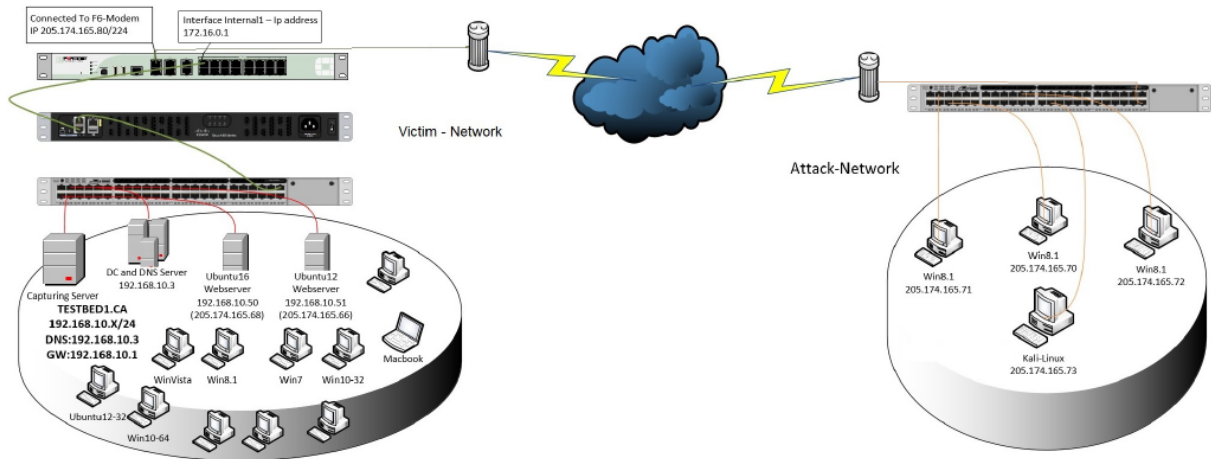 Connected To F6-Modem
IP 205.174.165.80/224
Interface Internal1 – Ip address
172.16.0.1
Victim - Network
Attack-Network
Capturing Server
DC and DNS Server
192.168.10.3
Ubuntu16
Webserver
192.168.10.50
(205.174.165.68)
Ubuntu12
Webserver
192.168.10.51
(205.174.165.66)
TESTBED1.CA
192.168.10.X/24
DNS:192.168.10.3
GW:192.168.10.1
WinVista
Win8.1
Win7
Win10-32
Macbook
Ubuntu12-32
Win10-64
Win8.1
205.174.165.71
Win8.1
205.174.165.70
Win8.1
205.174.165.72
Kali-Linux
205.174.165.73